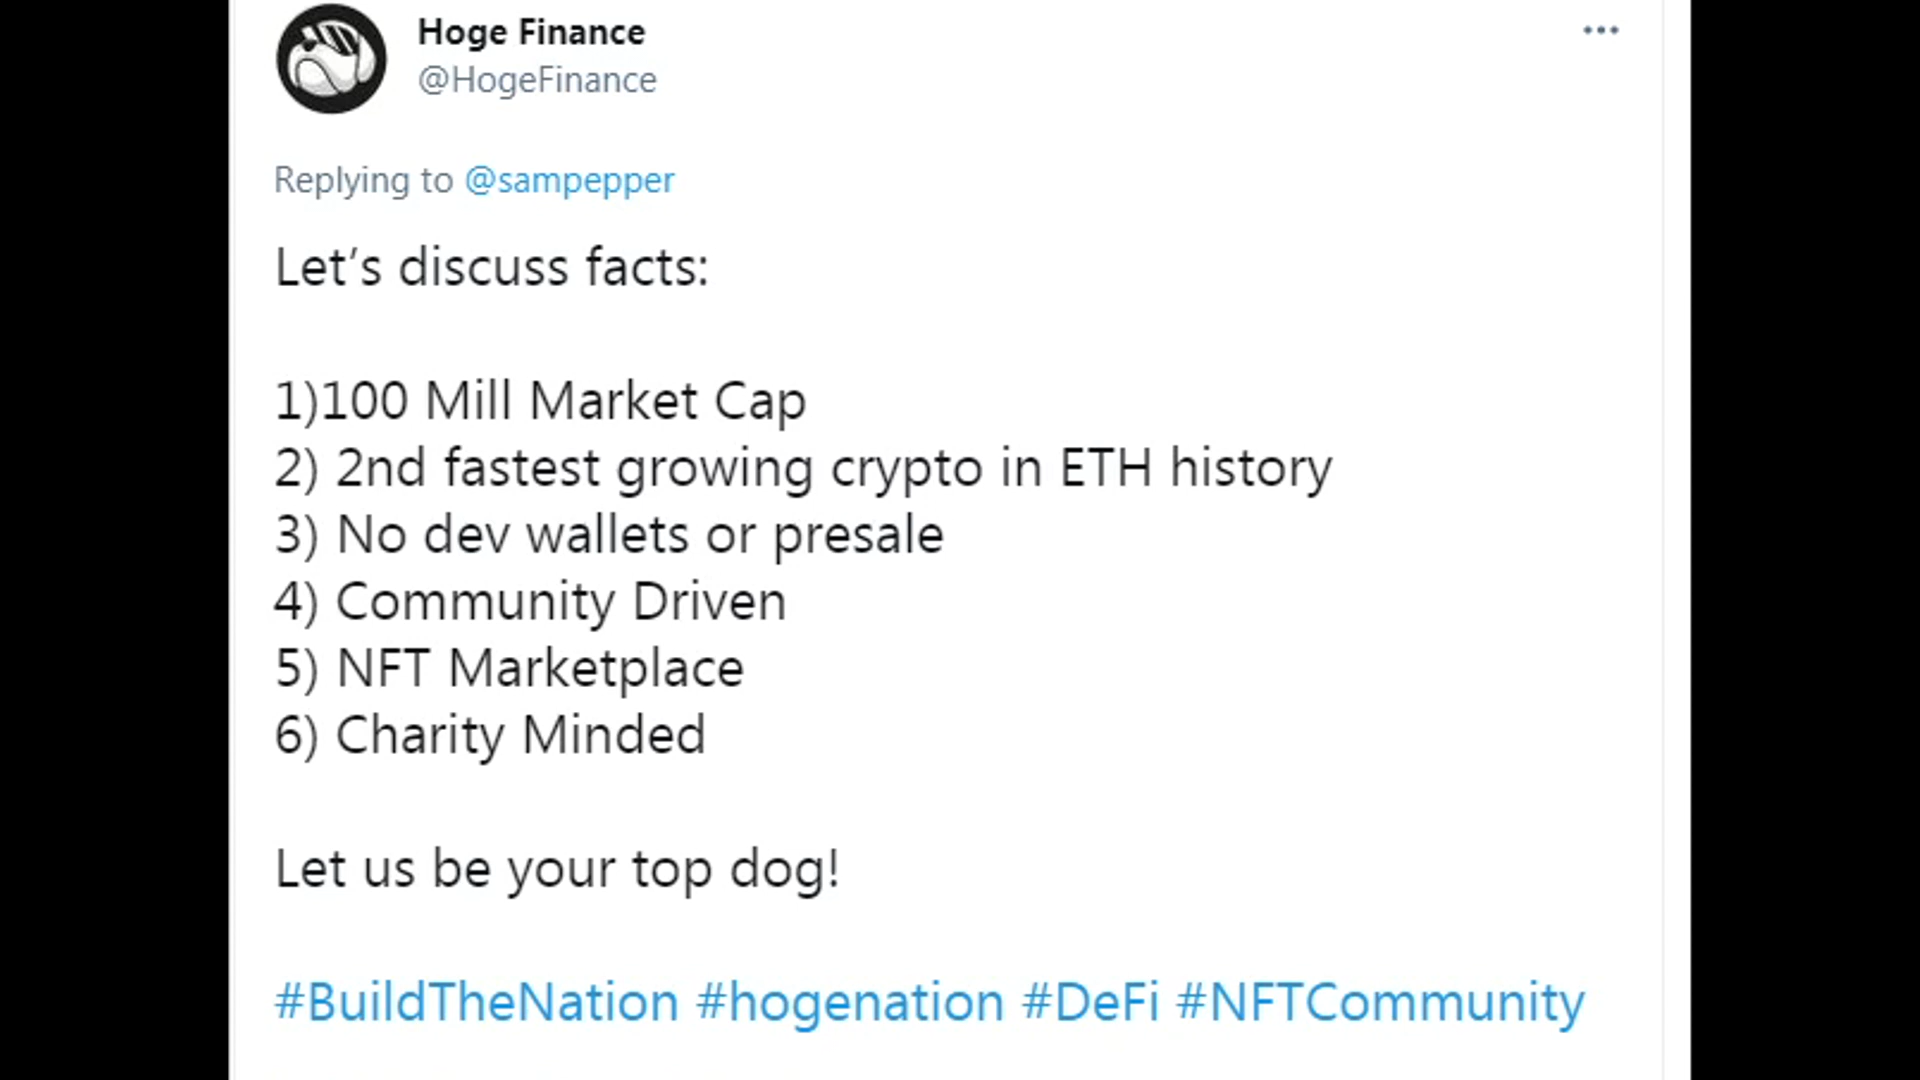 Hoge Finance
@HogeFinance
Replying to @sampepper
Let’s discuss facts:
1)100 Mill Market Cap
2) 2nd fastest growing crypto in ETH history
3) No dev wallets or presale
4) Community Driven
5) NFT Marketplace
6) Charity Minded
Let us be your top dog!
#BuildTheNation #hogenation #DeFi #NFTCommunity